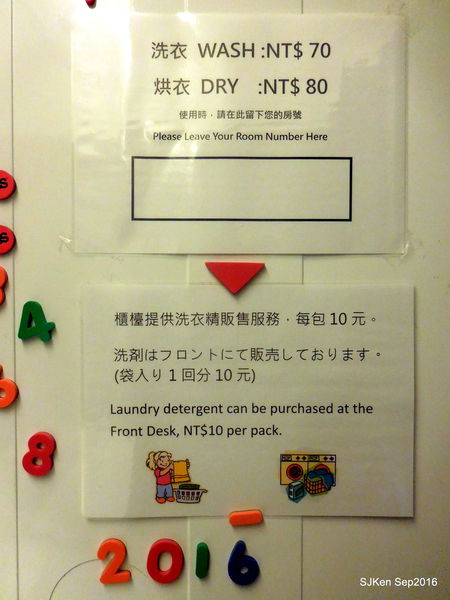 洗衣 WASH :NT$ 70
烘衣 DRY :NT$ 80
使用時，請在此留下您的房號
Please Leave Your Room Number Here
櫃檯提供洗衣精販售服務，每包 10 元。
洗剤はフロントにて販売しております。
(袋入り 1 回分 10 元)
Laundry detergent can be purchased at the
Front Desk, NT$10 per pack.
s
s
4
8
2016
SJKen Sep2016